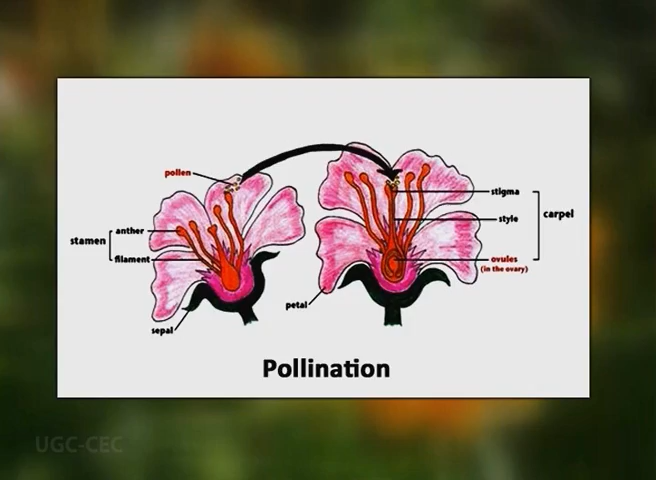 pollen
stigma
anther
style
carpel
stamen
filament
ovules
(in the ovary)
petal
sepal
Pollination
UGC-CEC